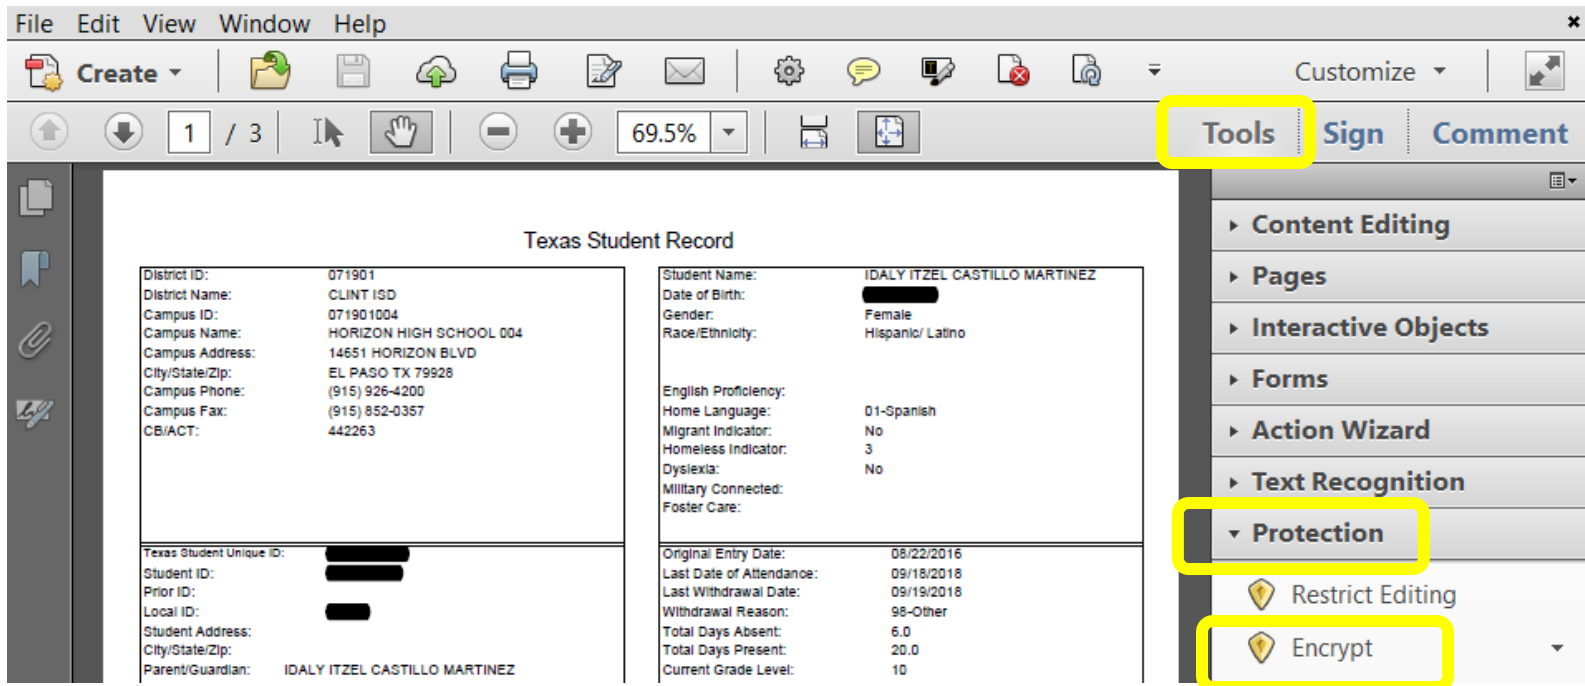 File Edit View Window Help
Create Customize
1 / 3 69.5% Tools Sign Comment
Texas Student Record
District ID: 071901
District Name: CLINT ISD
Campus ID: 071901004
Campus Name: HORIZON HIGH SCHOOL 004
Campus Address: 14651 HORIZON BLVD
City/State/Zip: EL PASO TX 79928
Campus Phone: (915) 926-4200
Campus Fax: (915) 852-0357
CB/ACT: 442263
Student Name: IDALY ITZEL CASTILLO MARTINEZ
Date of Birth:
Gender: Female
Race/Ethnicity: Hispanic/ Latino
English Proficiency:
Home Language: 01-Spanish
Migrant Indicator: No
Homeless Indicator: 3
Dyslexia: No
Military Connected:
Foster Care:
Texas Student Unique ID:
Student ID:
Prior ID:
Local ID:
Student Address:
City/State/Zip:
Parent/Guardian: IDALY ITZEL CASTILLO MARTINEZ
Original Entry Date: 08/22/2016
Last Date of Attendance: 09/18/2018
Last Withdrawal Date: 09/19/2018
Withdrawal Reason: 98-Other
Total Days Absent: 6.0
Total Days Present: 20.0
Current Grade Level: 10
Content Editing
Pages
Interactive Objects
Forms
Action Wizard
Text Recognition
Protection
Restrict Editing
Encrypt